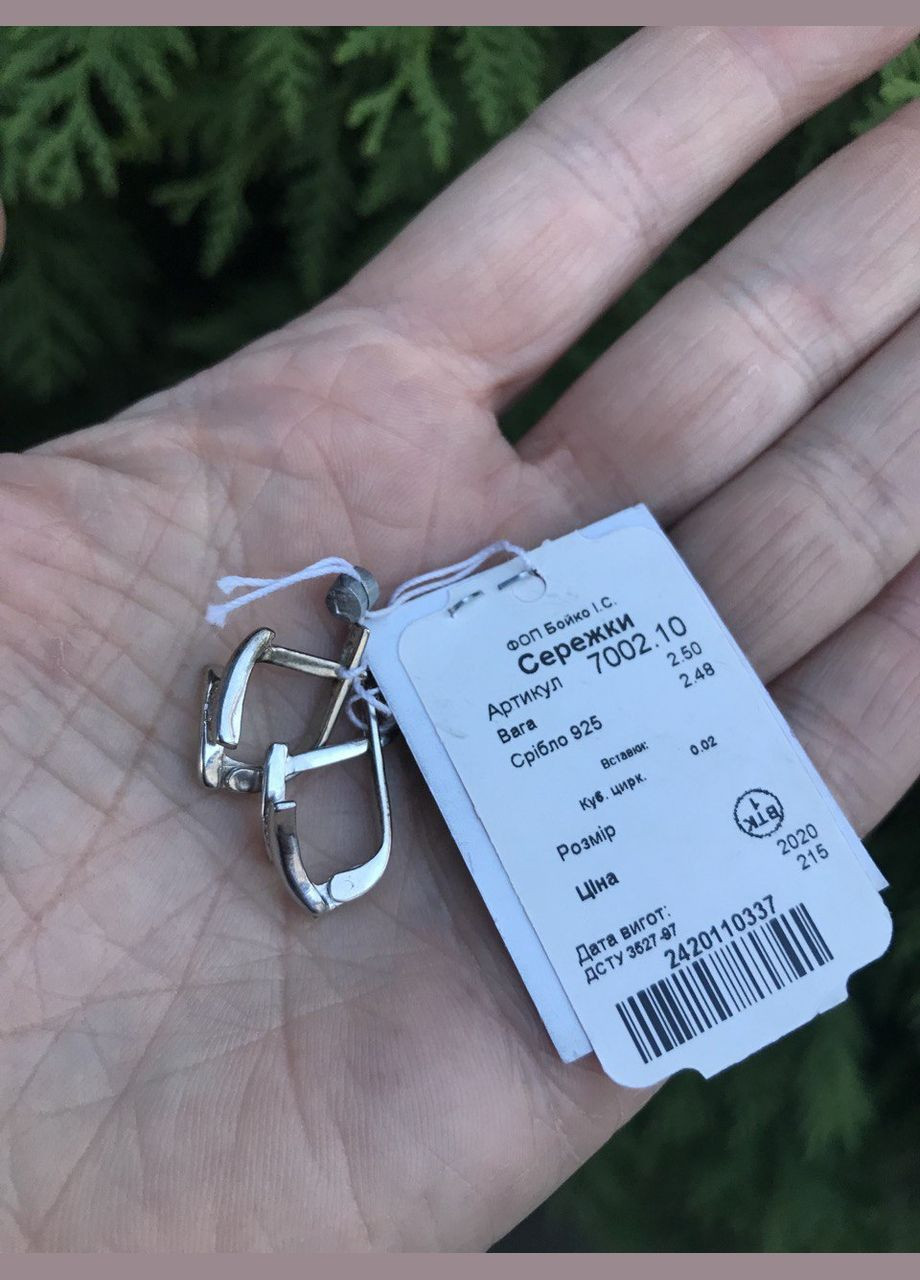 ФОП Бойко І.С.
Сережки
Артикул 7002.10
Вага 2.50
Срібло 925 2.48
Вставки:
Куб. цирк. 0.02
Розмір
ВТК 1
Ціна
2020
Дата вигот: 215
ДСТУ 3527-97
2420110337